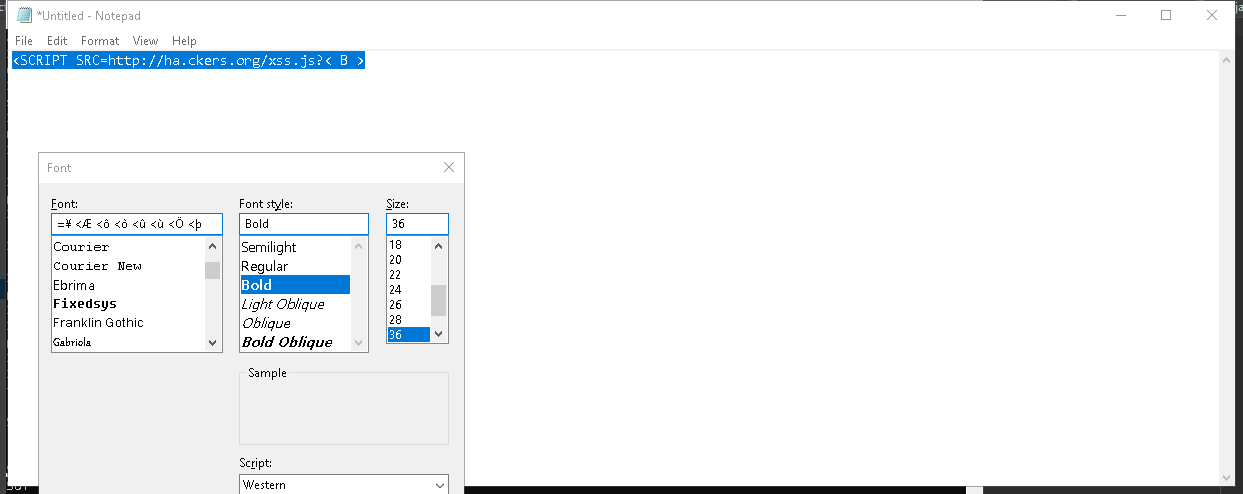 *Untitled - Notepad
File Edit Format View Help
<SCRIPT SRC=http://ha.ckers.org/xss.js?< B >
Font
Font: Font style: Size:
=¥ <Æ <ô <ò <û <ù <Ö <þ Bold 36
Courier
Courier New
Ebrima
Fixedsys
Franklin Gothic
Gabriola
Semilight
Regular
Bold
Light Oblique
Oblique
Bold Oblique
18
20
22
24
26
28
36
Sample
Script:
Western